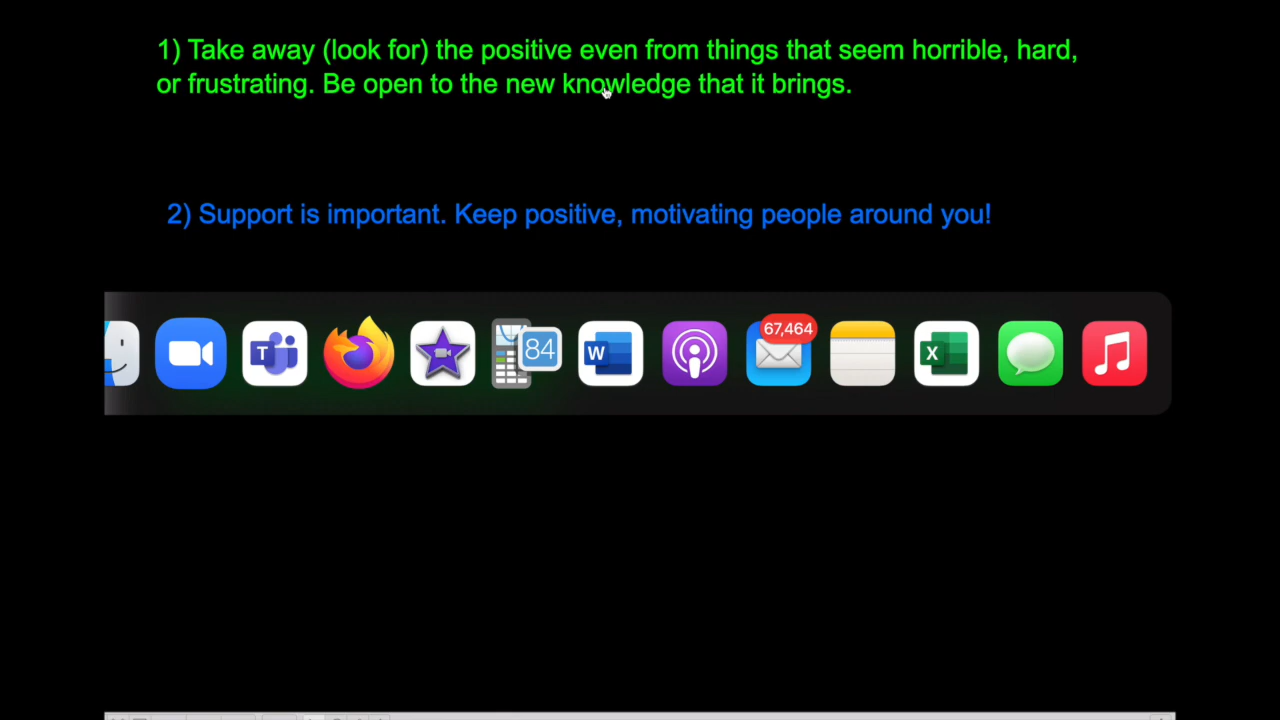 1) Take away (look for) the positive even from things that seem horrible, hard,
or frustrating. Be open to the new knowledge that it brings.
2) Support is important. Keep positive, motivating people around you!
T
84
W
67,464
X